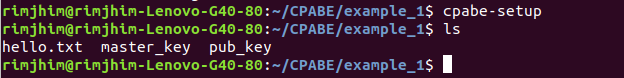 rimjhim@rimjhim-Lenovo-G40-80:~/CPABE/example_1$ cpabe-setup
rimjhim@rimjhim-Lenovo-G40-80:~/CPABE/example_1$ ls
hello.txt  master_key  pub_key
rimjhim@rimjhim-Lenovo-G40-80:~/CPABE/example_1$